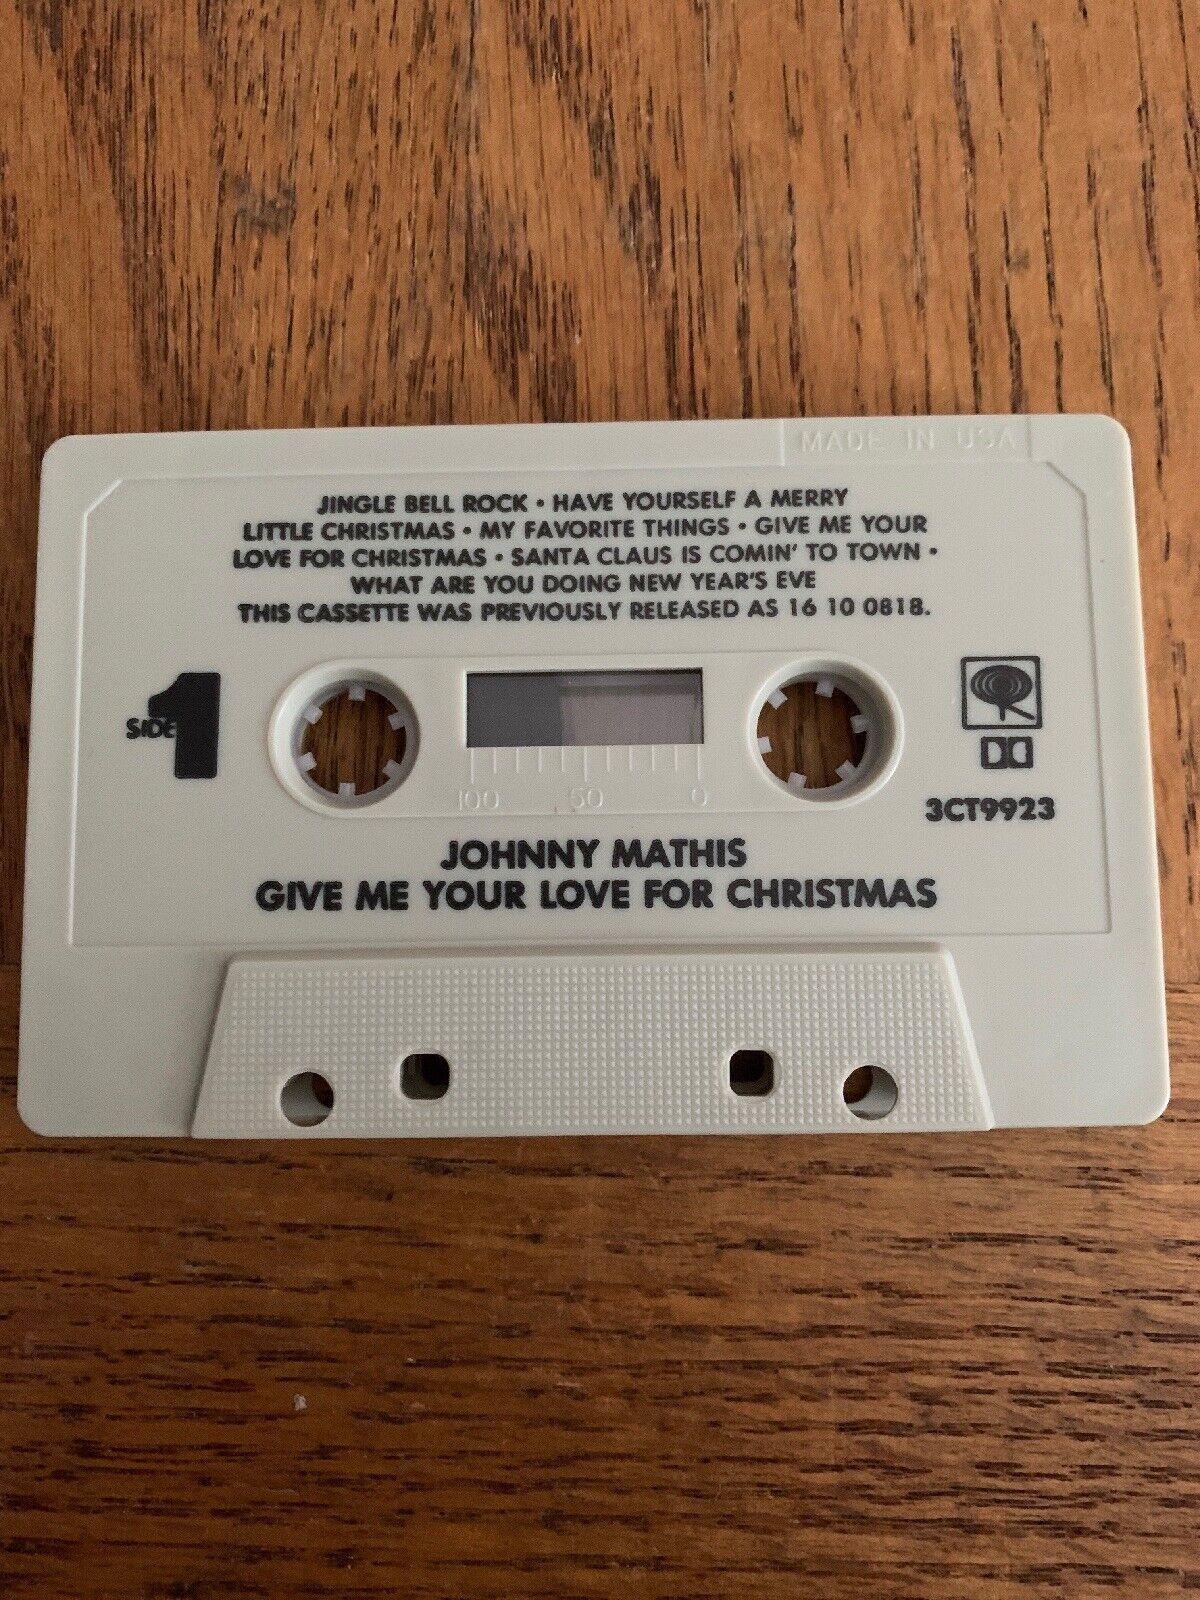 MADE IN USA
JINGLE BELL ROCK • HAVE YOURSELF A MERRY
LITTLE CHRISTMAS • MY FAVORITE THINGS • GIVE ME YOUR
LOVE FOR CHRISTMAS • SANTA CLAUS IS COMIN' TO TOWN •
WHAT ARE YOU DOING NEW YEAR'S EVE
THIS CASSETTE WAS PREVIOUSLY RELEASED AS 16 10 0818.
SIDE 1
100 50 0
3CT9923
JOHNNY MATHIS
GIVE ME YOUR LOVE FOR CHRISTMAS